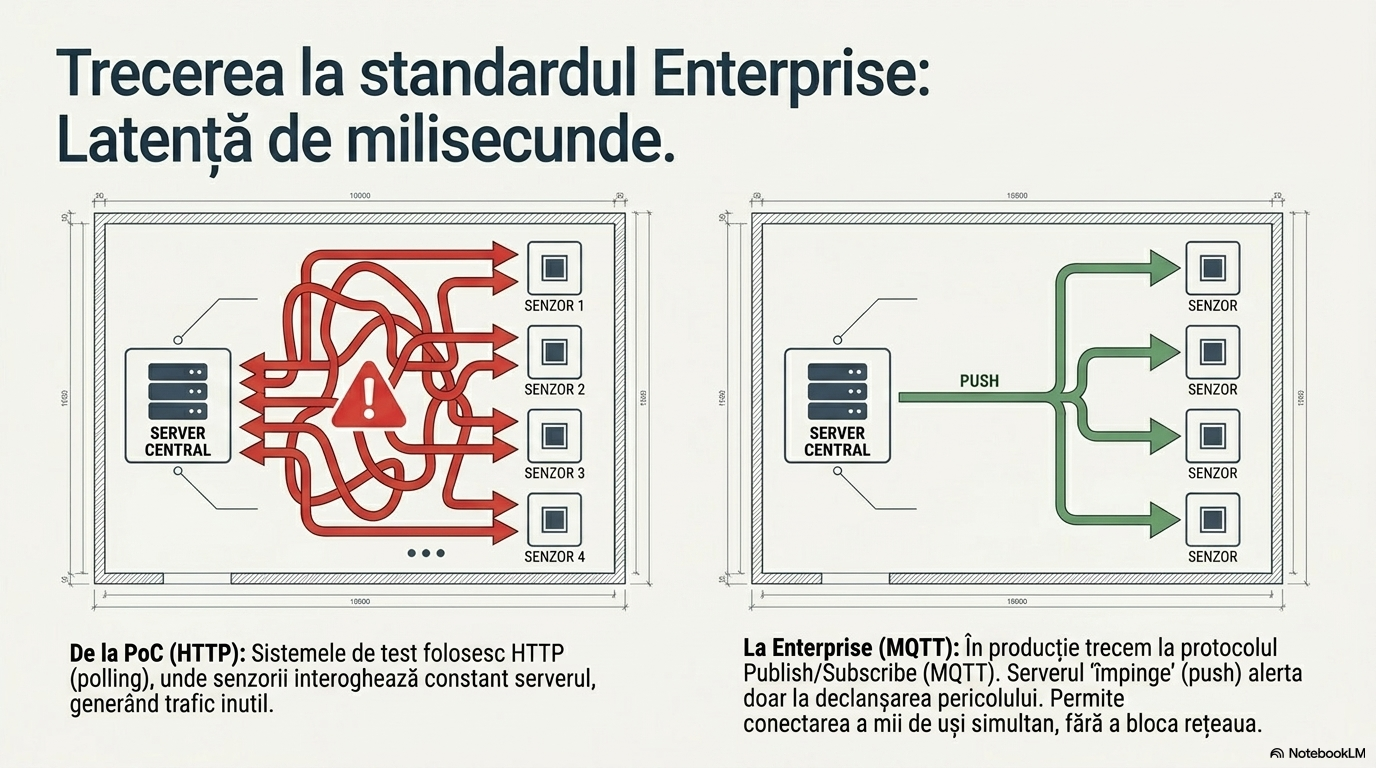 Trecerea la standardul Enterprise:
Latență de milisecunde.
10000
SERVER
CENTRAL
SENZOR 1
SENZOR 2
SENZOR 3
SENZOR 4
10600
PUSH
SERVER
CENTRAL
SENZOR
SENZOR
SENZOR
SENZOR
De la PoC (HTTP): Sistemele de test folosesc HTTP
(polling), unde senzorii interoghează constant serverul,
generând trafic inutil.
La Enterprise (MQTT): În producție trecem la protocolul
Publish/Subscribe (MQTT). Serverul 'împinge' (push) alerta
doar la declanșarea pericolului. Permite
conectarea a mii de uși simultan, fără a bloca rețeaua.
NotebookLM